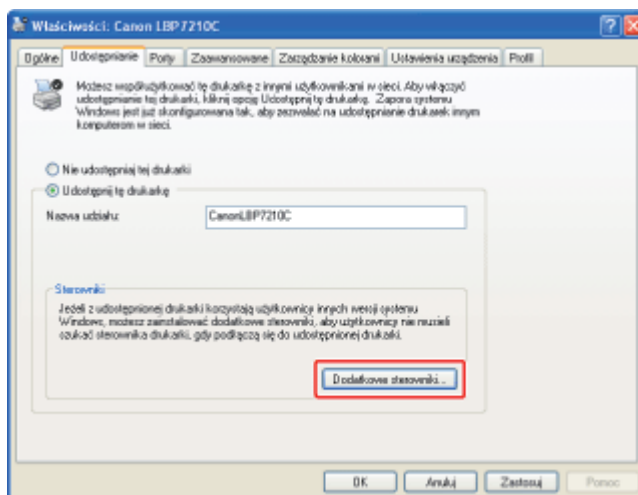 Właściwości: Canon LBP7210C
Ogólne Udostępnianie Porty Zaawansowane Zarządzanie kolorami Ustawienia urządzenia Profil
Możesz współużytkować tę drukarkę z innymi użytkownikami w sieci. Aby włączyć
udostępnianie tej drukarki, kliknij opcję Udostępnij tę drukarkę. Zapora systemu
Windows jest już skonfigurowana tak, aby zezwalać na udostępnianie drukarek innym
komputerom w sieci.
Nie udostępniaj tej drukarki
Udostępnij tę drukarkę
Nazwa udziału: CanonLBP7210C
Sterowniki
Jeżeli z udostępnionej drukarki korzystają użytkownicy innych wersji systemu
Windows, możesz zainstalować dodatkowe sterowniki, aby użytkownicy nie musieli
szukać sterownika drukarki, gdy podłączą się do udostępnionej drukarki.
Dodatkowe sterowniki...
OK Anuluj Zastosuj Pomoc